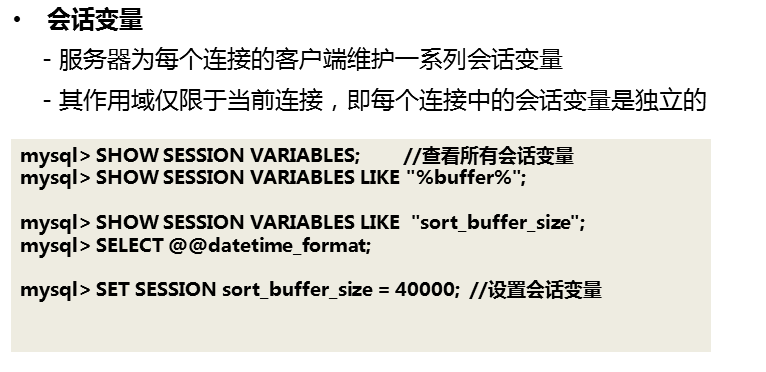 • 会话变量
- 服务器为每个连接的客户端维护一系列会话变量
- 其作用域仅限于当前连接，即每个连接中的会话变量是独立的
mysql> SHOW SESSION VARIABLES; //查看所有会话变量
mysql> SHOW SESSION VARIABLES LIKE "%buffer%";
mysql> SHOW SESSION VARIABLES LIKE "sort_buffer_size";
mysql> SELECT @@datetime_format;
mysql> SET SESSION sort_buffer_size = 40000; //设置会话变量